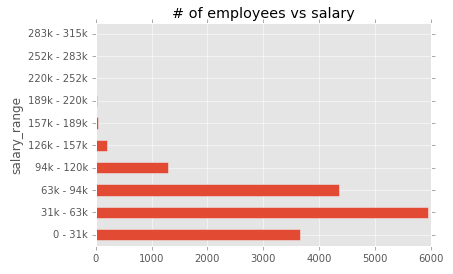 # of employees vs salary
salary_range
283k - 315k
252k - 283k
220k - 252k
189k - 220k
157k - 189k
126k - 157k
94k - 120k
63k - 94k
31k - 63k
0 - 31k
0 1000 2000 3000 4000 5000 6000